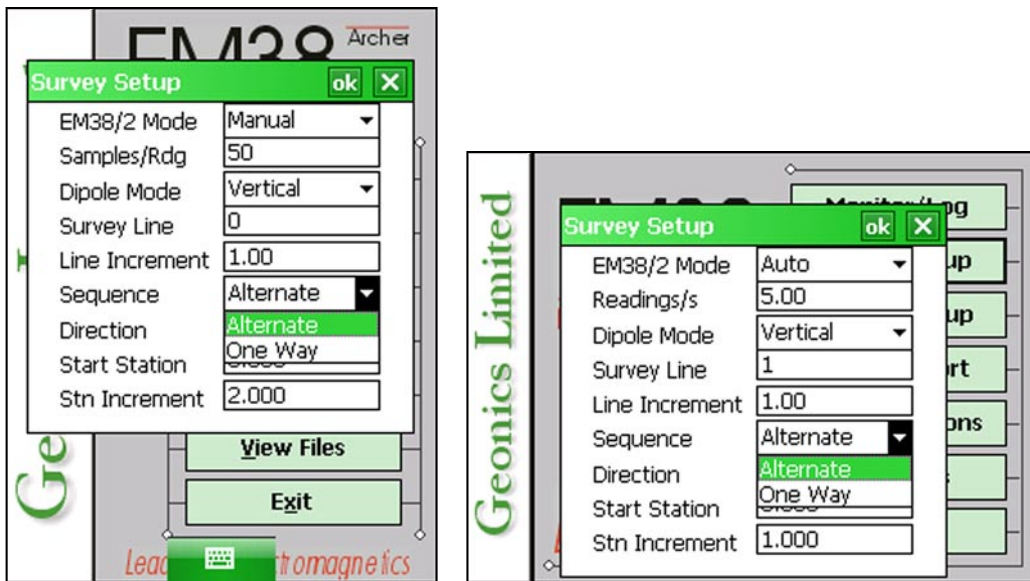 EM38 Archer
Survey Setup ok
EM38/2 Mode Manual
Samples/Rdg 50
Dipole Mode Vertical
Survey Line 0
Line Increment 1.00
Sequence Alternate
Direction Alternate
One Way
Start Station
Stn Increment 2.000
View Files
Exit
Geonics Limited
Survey Setup ok
EM38/2 Mode Auto
Readings/s 5.00
Dipole Mode Vertical
Survey Line 1
Line Increment 1.00
Sequence Alternate
Direction Alternate
One Way
Start Station
Stn Increment 1.000